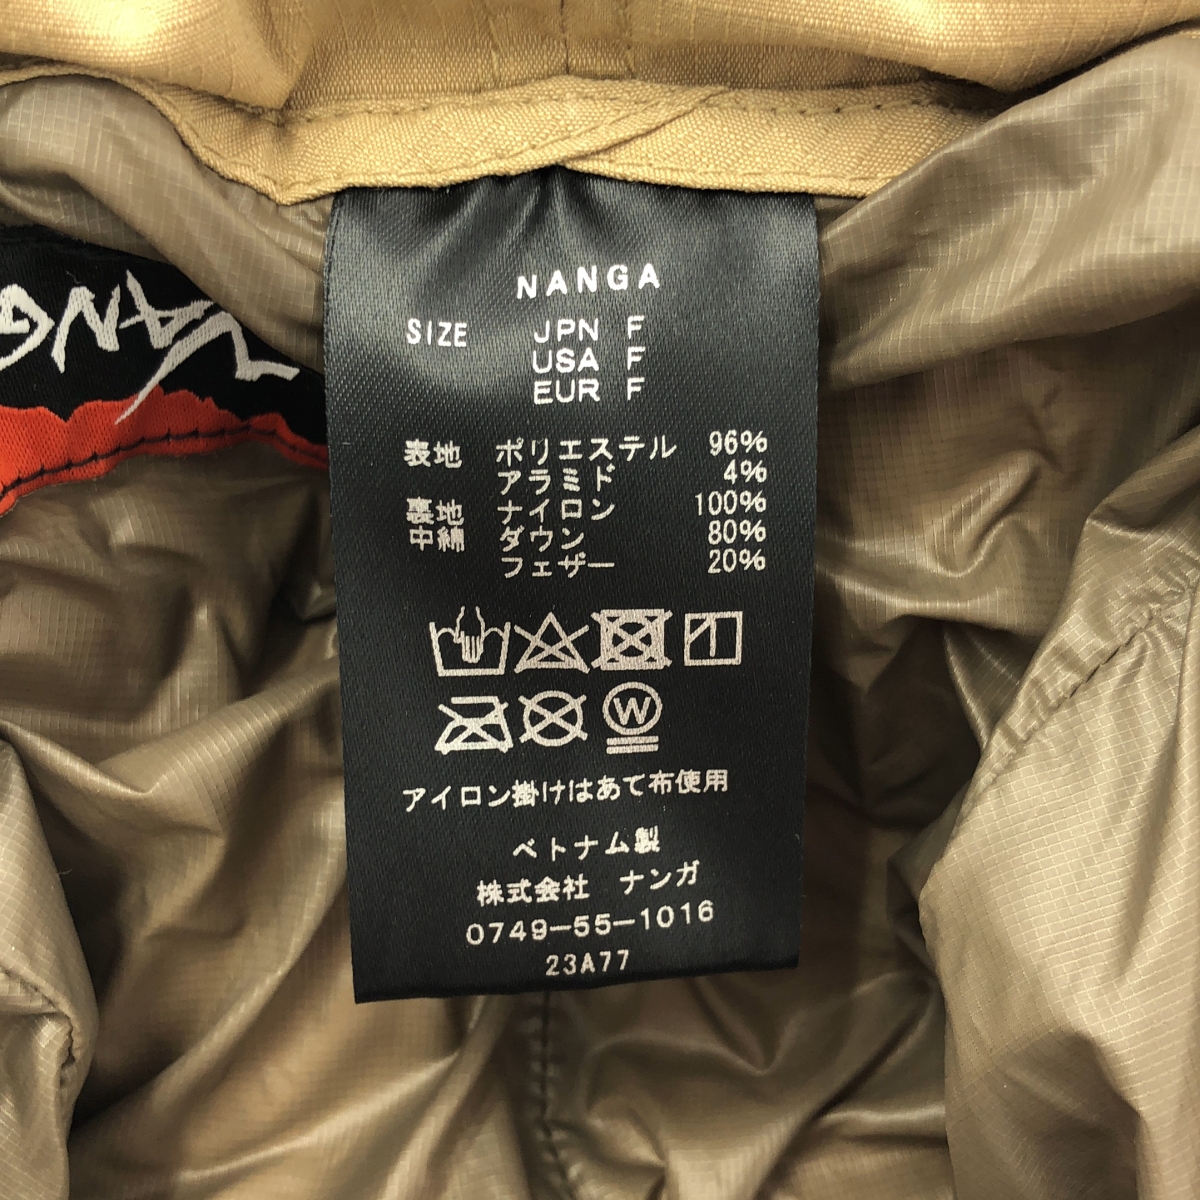 NANGA
SIZE JPN F
USA F
EUR F
表地 ポリエステル 96%
アラミド 4%
裏地 ナイロン 100%
中綿 ダウン 80%
フェザー 20%
W
アイロン掛けはあて布使用
ベトナム製
株式会社 ナンガ
0749-55-1016
23A77
NANG